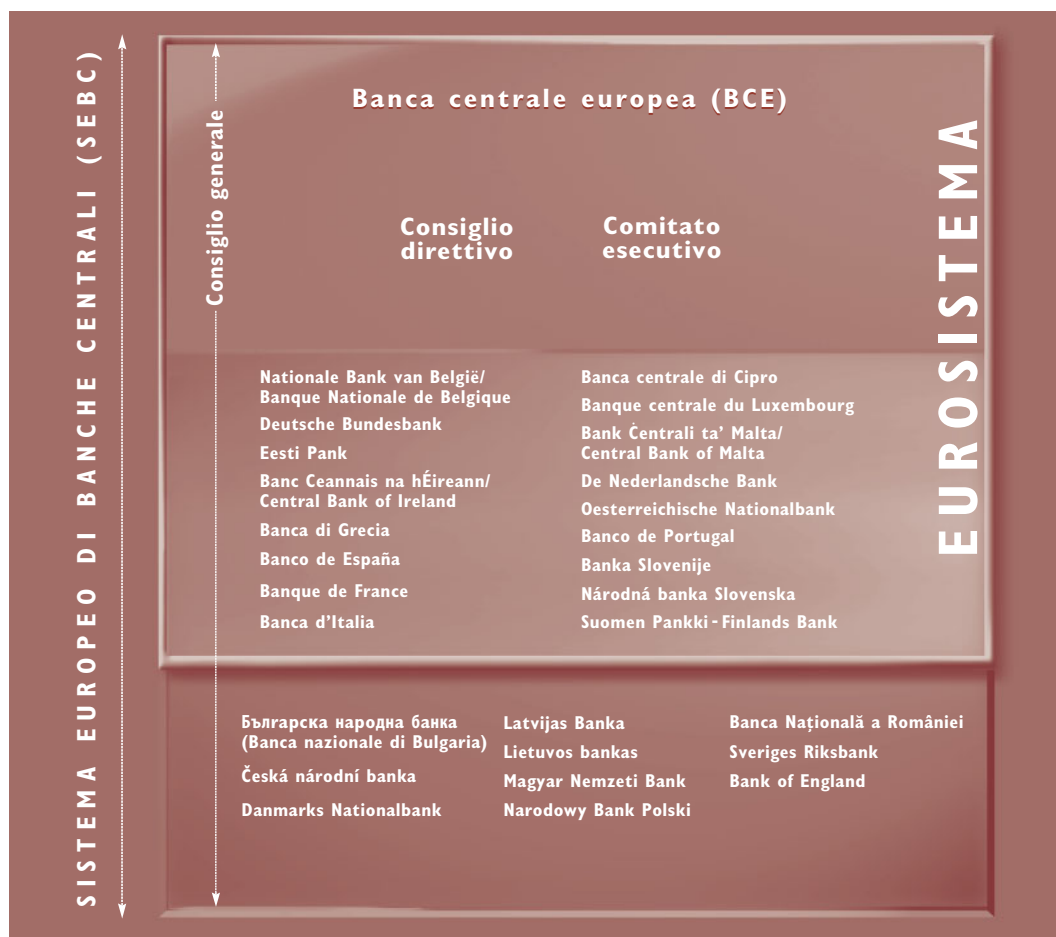 SISTEMA EUROPEO DI BANCHE CENTRALI (SEBC)
Consiglio generale
Banca centrale europea (BCE)
Consiglio
direttivo
Comitato
esecutivo
EUROSISTEMA
Nationale Bank van België/
Banque Nationale de Belgique
Deutsche Bundesbank
Eesti Pank
Banc Ceannais na hÉireann/
Central Bank of Ireland
Banca di Grecia
Banco de España
Banque de France
Banca d'Italia
Banca centrale di Cipro
Banque centrale du Luxembourg
Bank Ċentrali ta' Malta/
Central Bank of Malta
De Nederlandsche Bank
Oesterreichische Nationalbank
Banco de Portugal
Banka Slovenije
Národná banka Slovenska
Suomen Pankki - Finlands Bank
Българска народна банка
(Banca nazionale di Bulgaria)
Česká národní banka
Danmarks Nationalbank
Latvijas Banka
Lietuvos bankas
Magyar Nemzeti Bank
Narodowy Bank Polski
Banca Naţională a României
Sveriges Riksbank
Bank of England